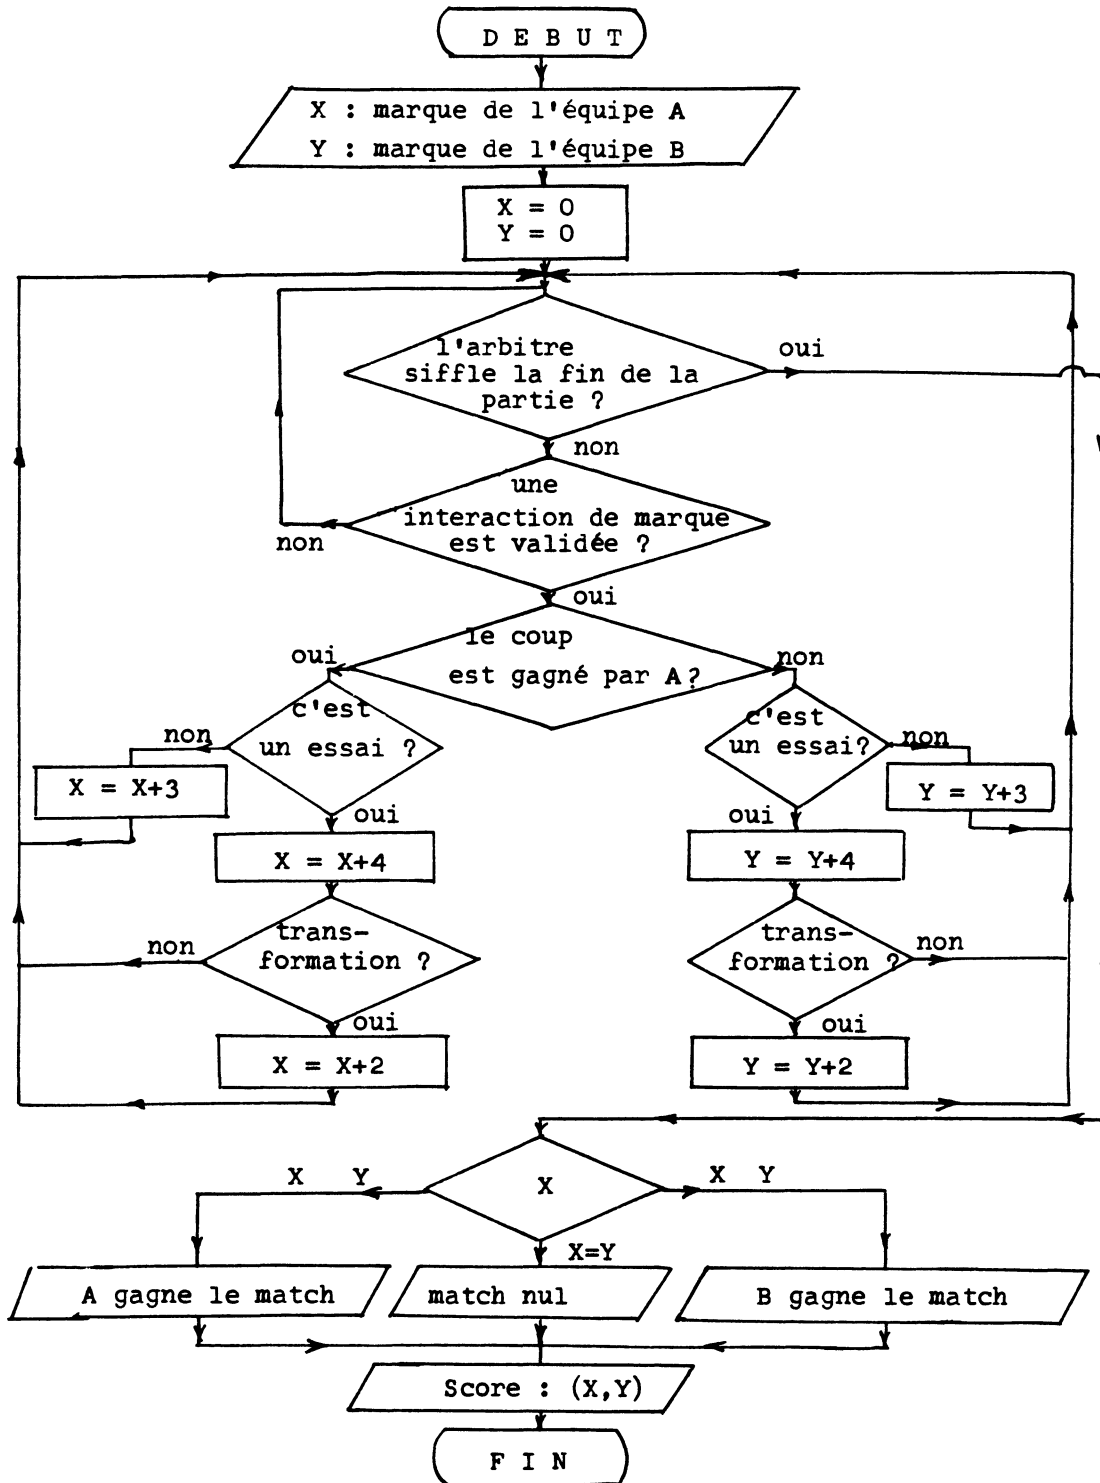 D E B U T
X : marque de l'équipe A
Y : marque de l'équipe B
X = 0
Y = 0
l'arbitre
siffle la fin de la
partie ?
oui
non
une
interaction de marque
est validée ?
non
oui
le coup
est gagné par A?
oui
non
c'est
un essai ?
non
X = X+3
oui
X = X+4
trans-
formation ?
non
oui
X = X+2
c'est
un essai?
non
Y = Y+3
oui
Y = Y+4
trans-
formation ?
non
oui
Y = Y+2
X
X Y
X=Y
X Y
A gagne le match
match nul
B gagne le match
Score : (X,Y)
F I N